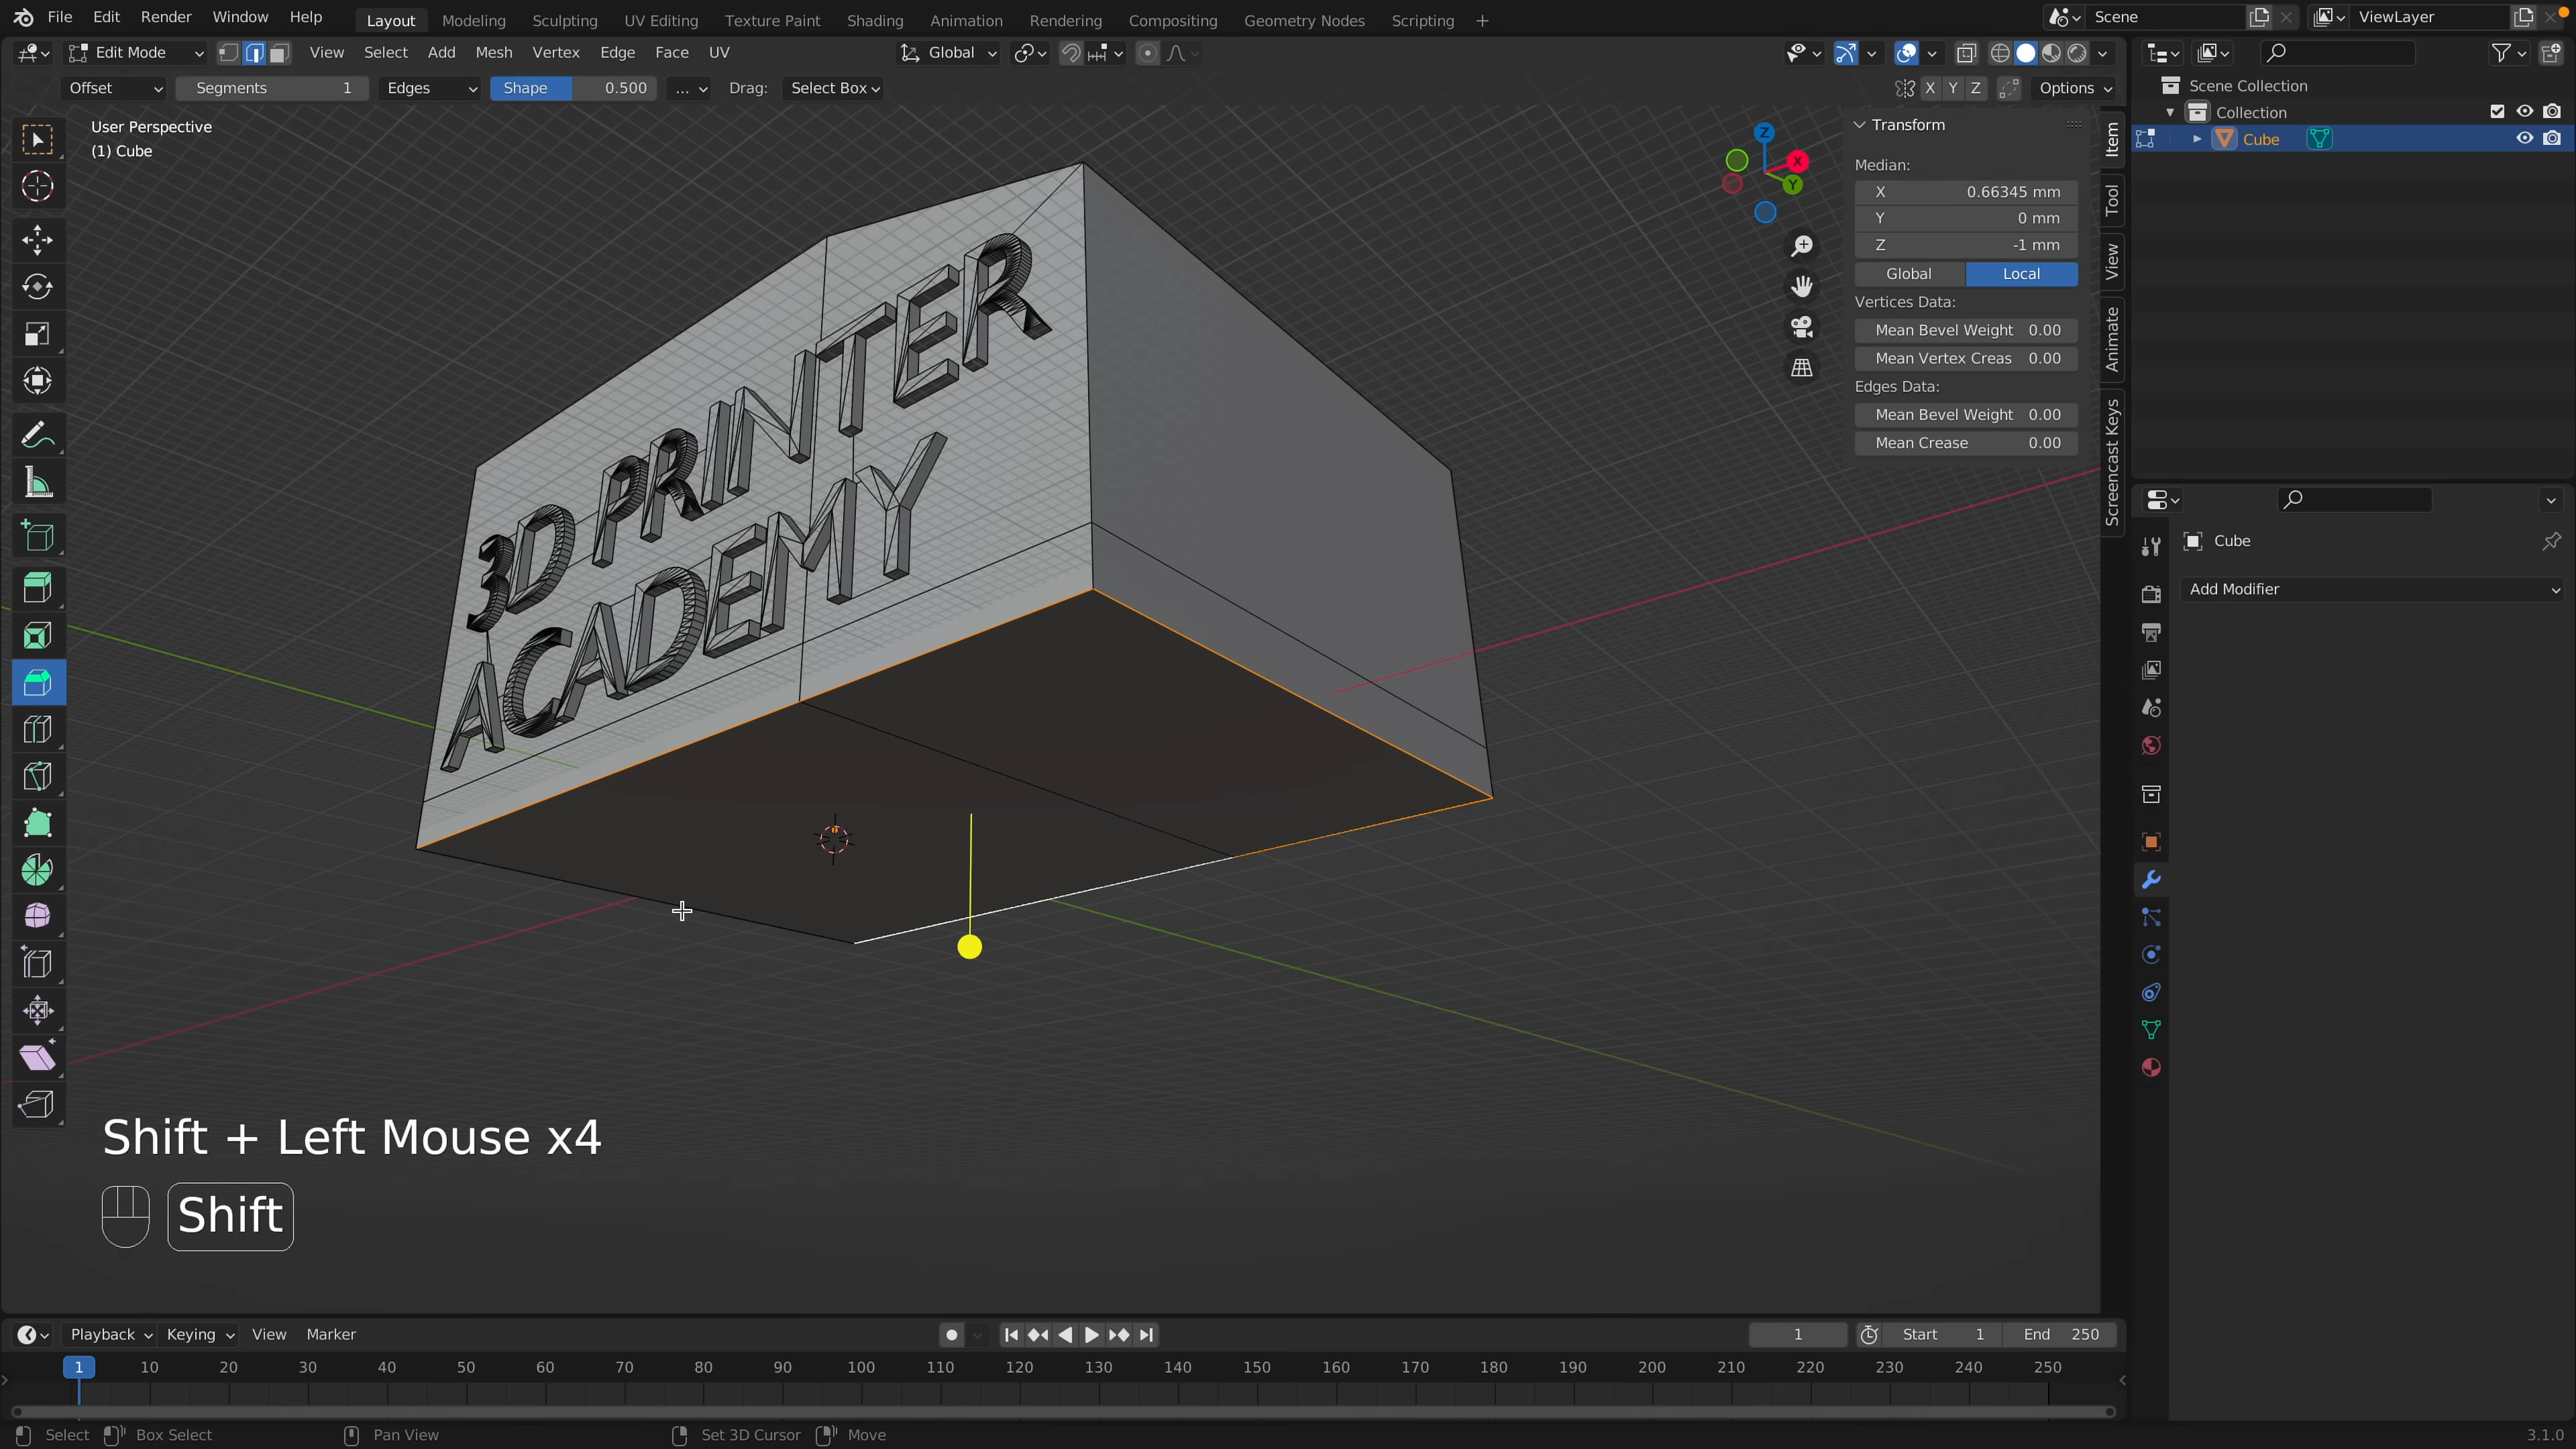 File Edit Render Window Help Layout Modeling Sculpting UV Editing Texture Paint Shading Animation Rendering Compositing Geometry Nodes Scripting + Scene ViewLayer
Edit Mode View Select Add Mesh Vertex Edge Face UV Global
Offset Segments 1 Edges Shape 0.500 ... Drag: Select Box X Y Z Options
User Perspective
(1) Cube
3D PRINTER
ACADEMY
Z
X
Y
Transform
Median:
X 0.66345 mm
Y 0 mm
Z -1 mm
Global Local
Vertices Data:
Mean Bevel Weight 0.00
Mean Vertex Creas 0.00
Edges Data:
Mean Bevel Weight 0.00
Mean Crease 0.00
Item
Tool
View
Animate
Screencast Keys
Scene Collection
Collection
Cube
Cube
Add Modifier
Shift + Left Mouse x4
Shift
Playback Keying View Marker 1 Start 1 End 250
1 10 20 30 40 50 60 70 80 90 100 110 120 130 140 150 160 170 180 190 200 210 220 230 240 250
Select Box Select Pan View Set 3D Cursor Move 3.1.0